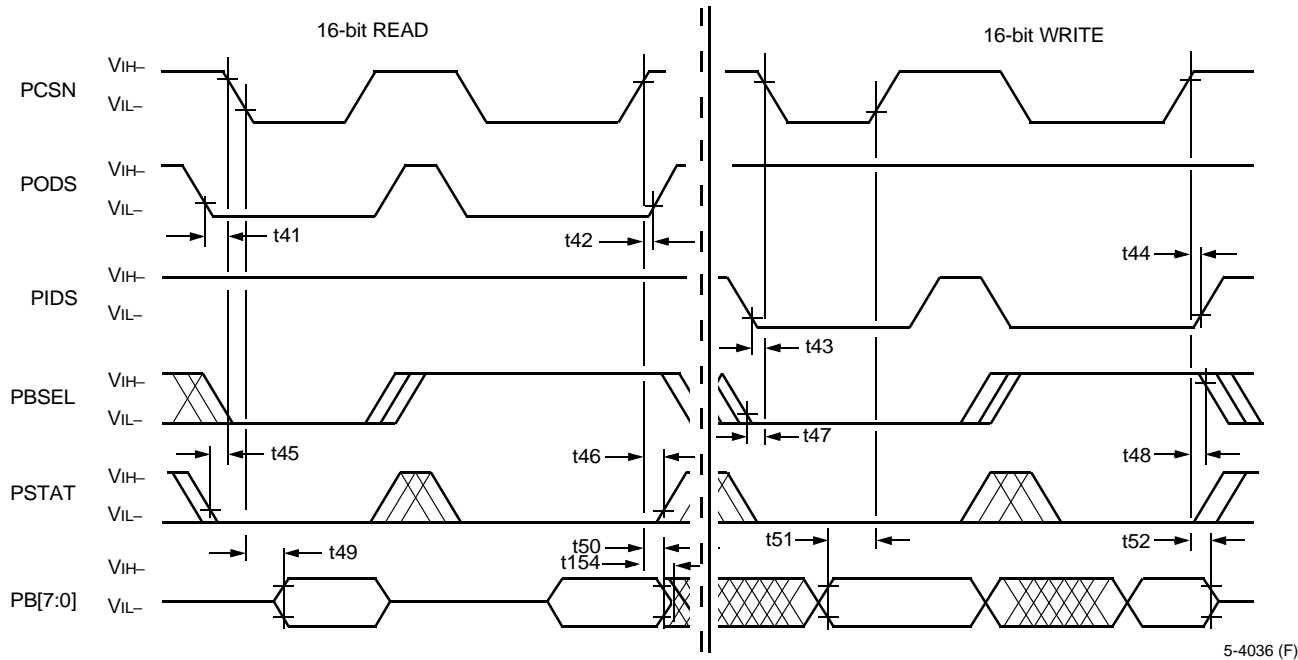 16-bit READ
16-bit WRITE
PCSN
VIH–
VIL–
PODS
VIH–
VIL–
t41
t42
t44
PIDS
VIH–
VIL–
t43
PBSEL
VIH–
VIL–
t45
t46
t47
t48
PSTAT
VIH–
VIL–
t49
t50
t154
t51
t52
PB[7:0]
VIH–
VIL–
5-4036 (F)